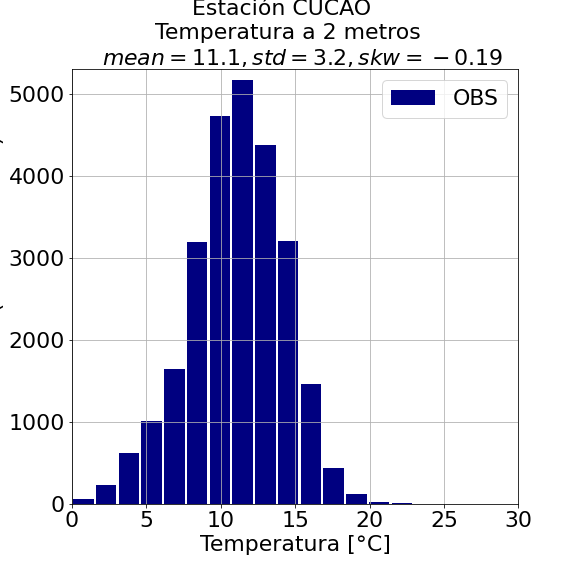 Estación CUCAO
Temperatura a 2 metros
mean = 11.1, std = 3.2, skw = −0.19
OBS
5000
4000
3000
2000
1000
0
0 5 10 15 20 25 30
Temperatura [°C]